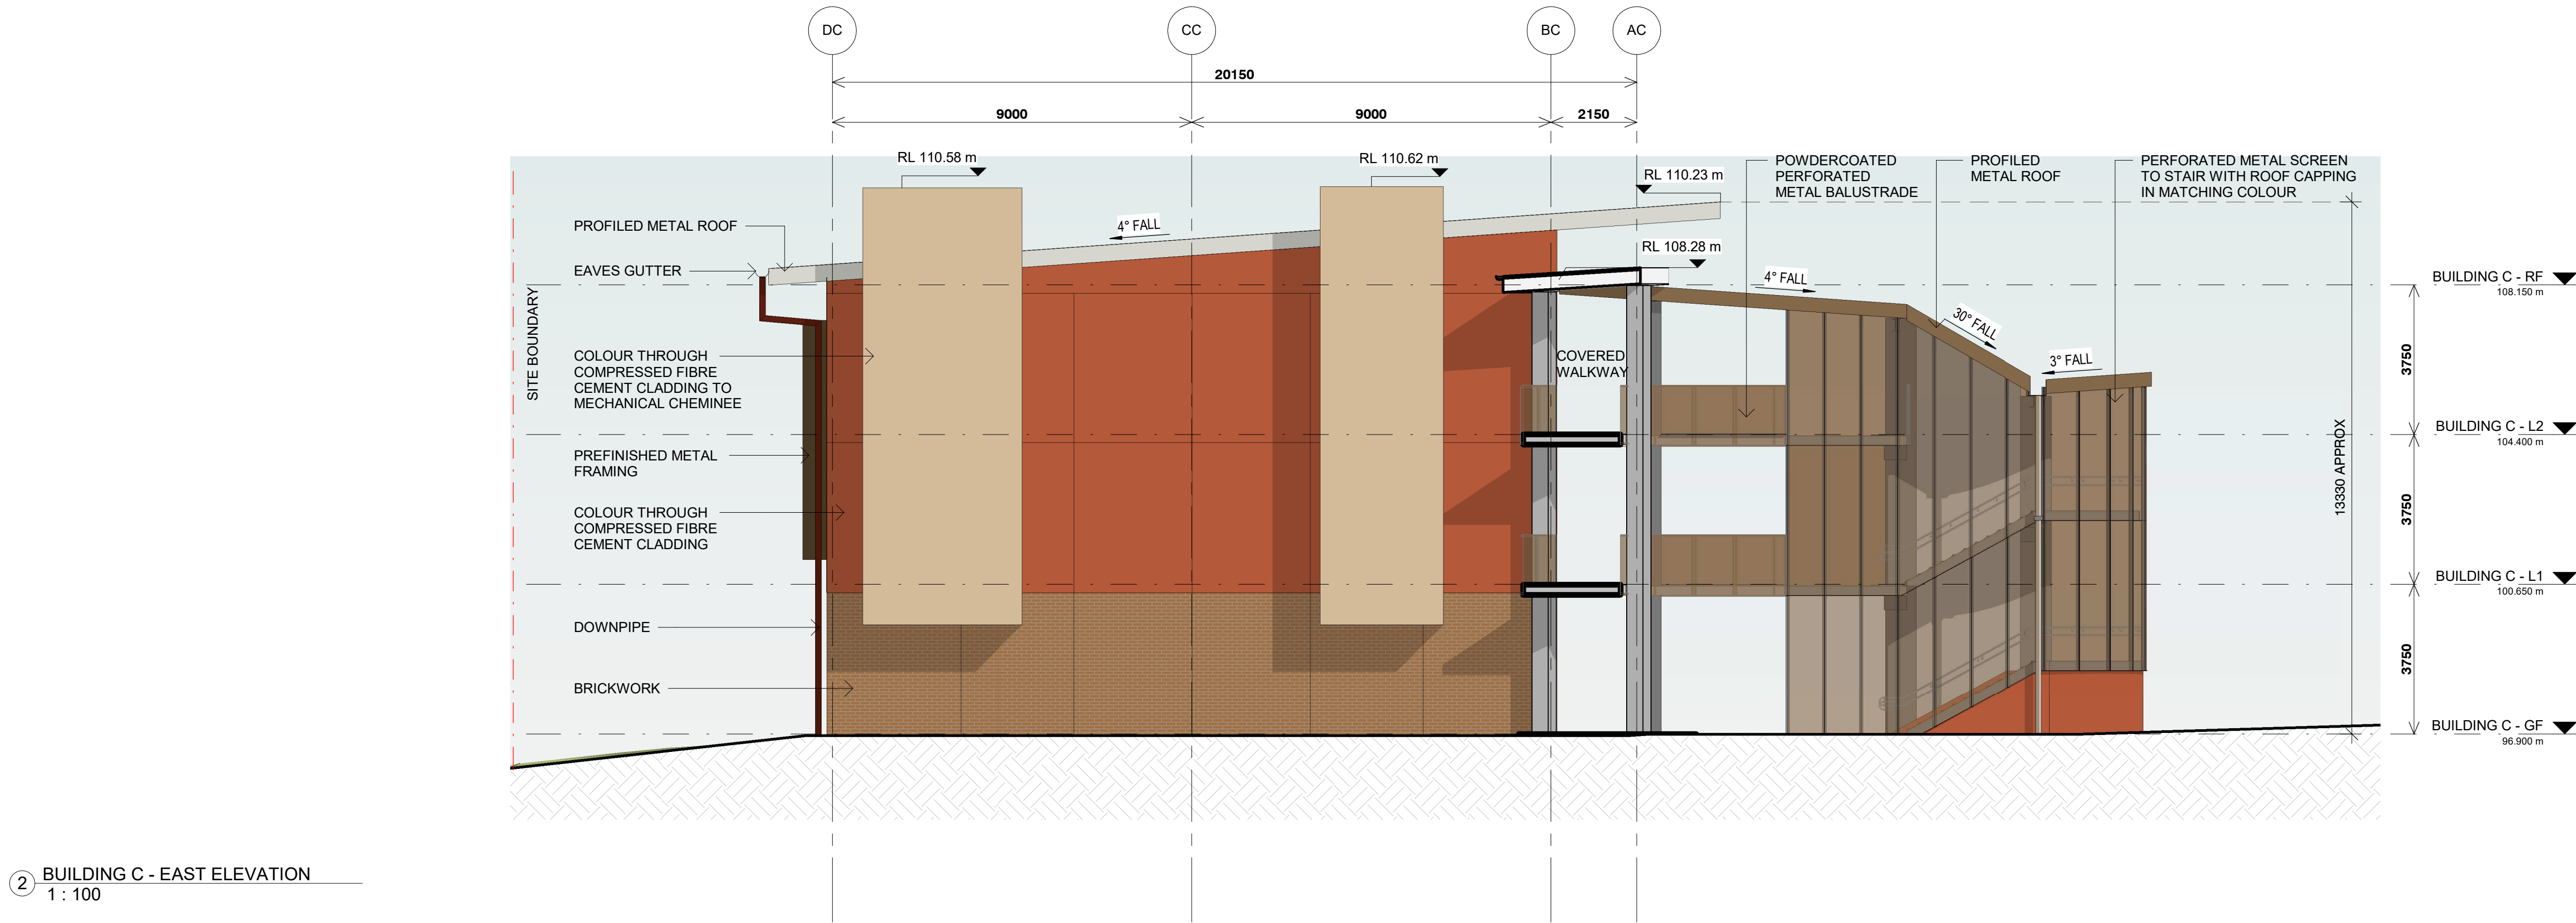 DC
CC
BC
AC
20150
9000
9000
2150
RL 110.58 m
RL 110.62 m
RL 110.23 m
RL 108.28 m
POWDERCOATED
PERFORATED
METAL BALUSTRADE
PROFILED
METAL ROOF
PERFORATED METAL SCREEN
TO STAIR WITH ROOF CAPPING
IN MATCHING COLOUR
PROFILED METAL ROOF
EAVES GUTTER
SITE BOUNDARY
COLOUR THROUGH
COMPRESSED FIBRE
CEMENT CLADDING TO
MECHANICAL CHEMINEE
PREFINISHED METAL
FRAMING
COLOUR THROUGH
COMPRESSED FIBRE
CEMENT CLADDING
DOWNPIPE
BRICKWORK
4° FALL
4° FALL
30° FALL
3° FALL
COVERED
WALKWAY
13330 APPROX
3750
3750
3750
BUILDING C - RF
108.150 m
BUILDING C - L2
104.400 m
BUILDING C - L1
100.650 m
BUILDING C - GF
96.900 m
2
BUILDING C - EAST ELEVATION
1 : 100